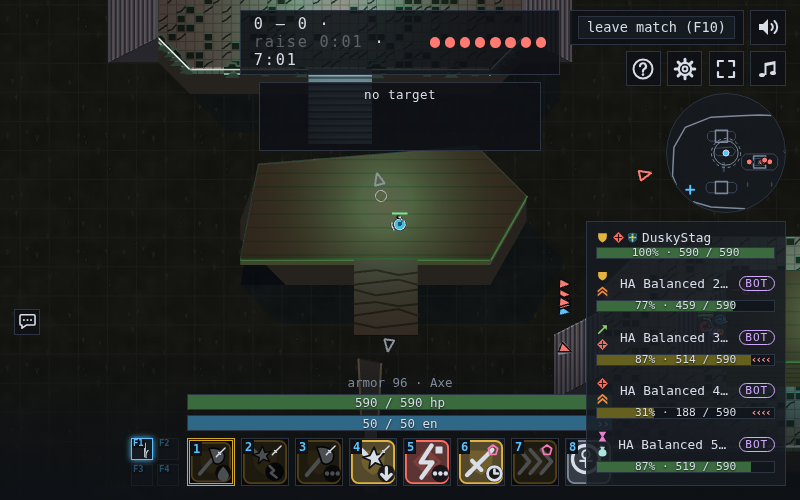 0 – 0 ·
raise 0:01 ·
7:01
leave match (F10)
no target
DuskyStag
100% · 590 / 590
HA Balanced 2… BOT
77% · 459 / 590
HA Balanced 3… BOT
87% · 514 / 590
HA Balanced 4… BOT
31% · 188 / 590
HA Balanced 5… BOT
87% · 519 / 590
armor 96 · Axe
590 / 590 hp
50 / 50 en
F1 F2
F3 F4
1 2 3 4 5 6 7 8